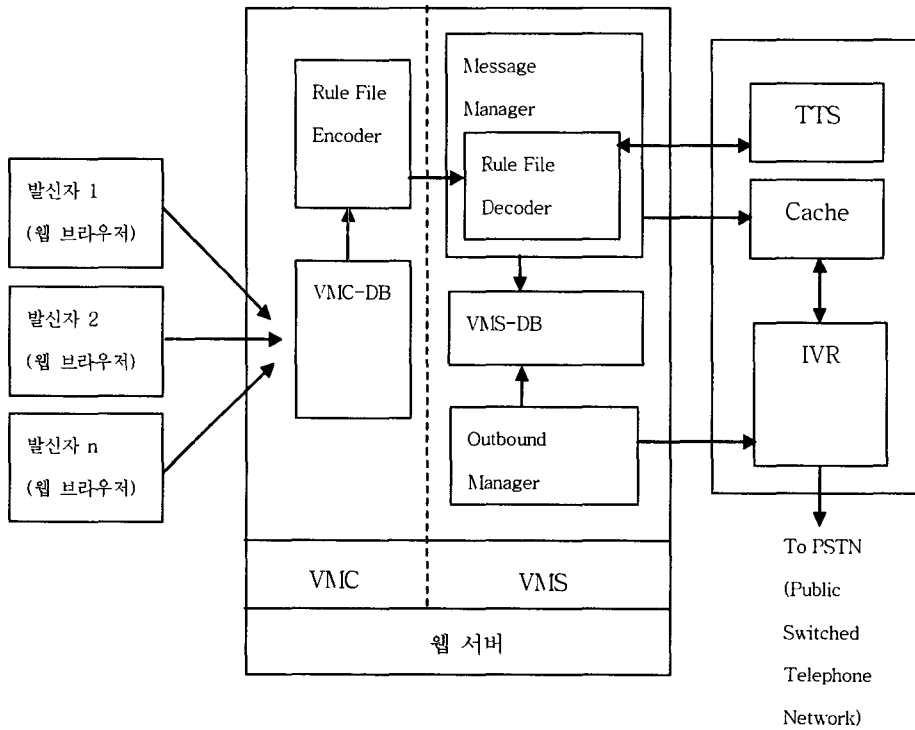 발신자 1
(웹 브라우저)
발신자 2
(웹 브라우저)
발신자 n
(웹 브라우저)
Rule File
Encoder
VMC-DB
Message
Manager
Rule File
Decoder
VMS-DB
Outbound
Manager
VMC
VMS
웹 서버
TTS
Cache
IVR
To PSTN
(Public
Switched
Telephone
Network)